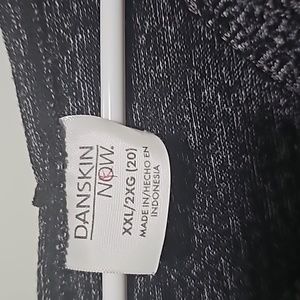 DANSKIN
NOW.
XXL/2XG (20)
MADE IN/HECHO EN
INDONESIA